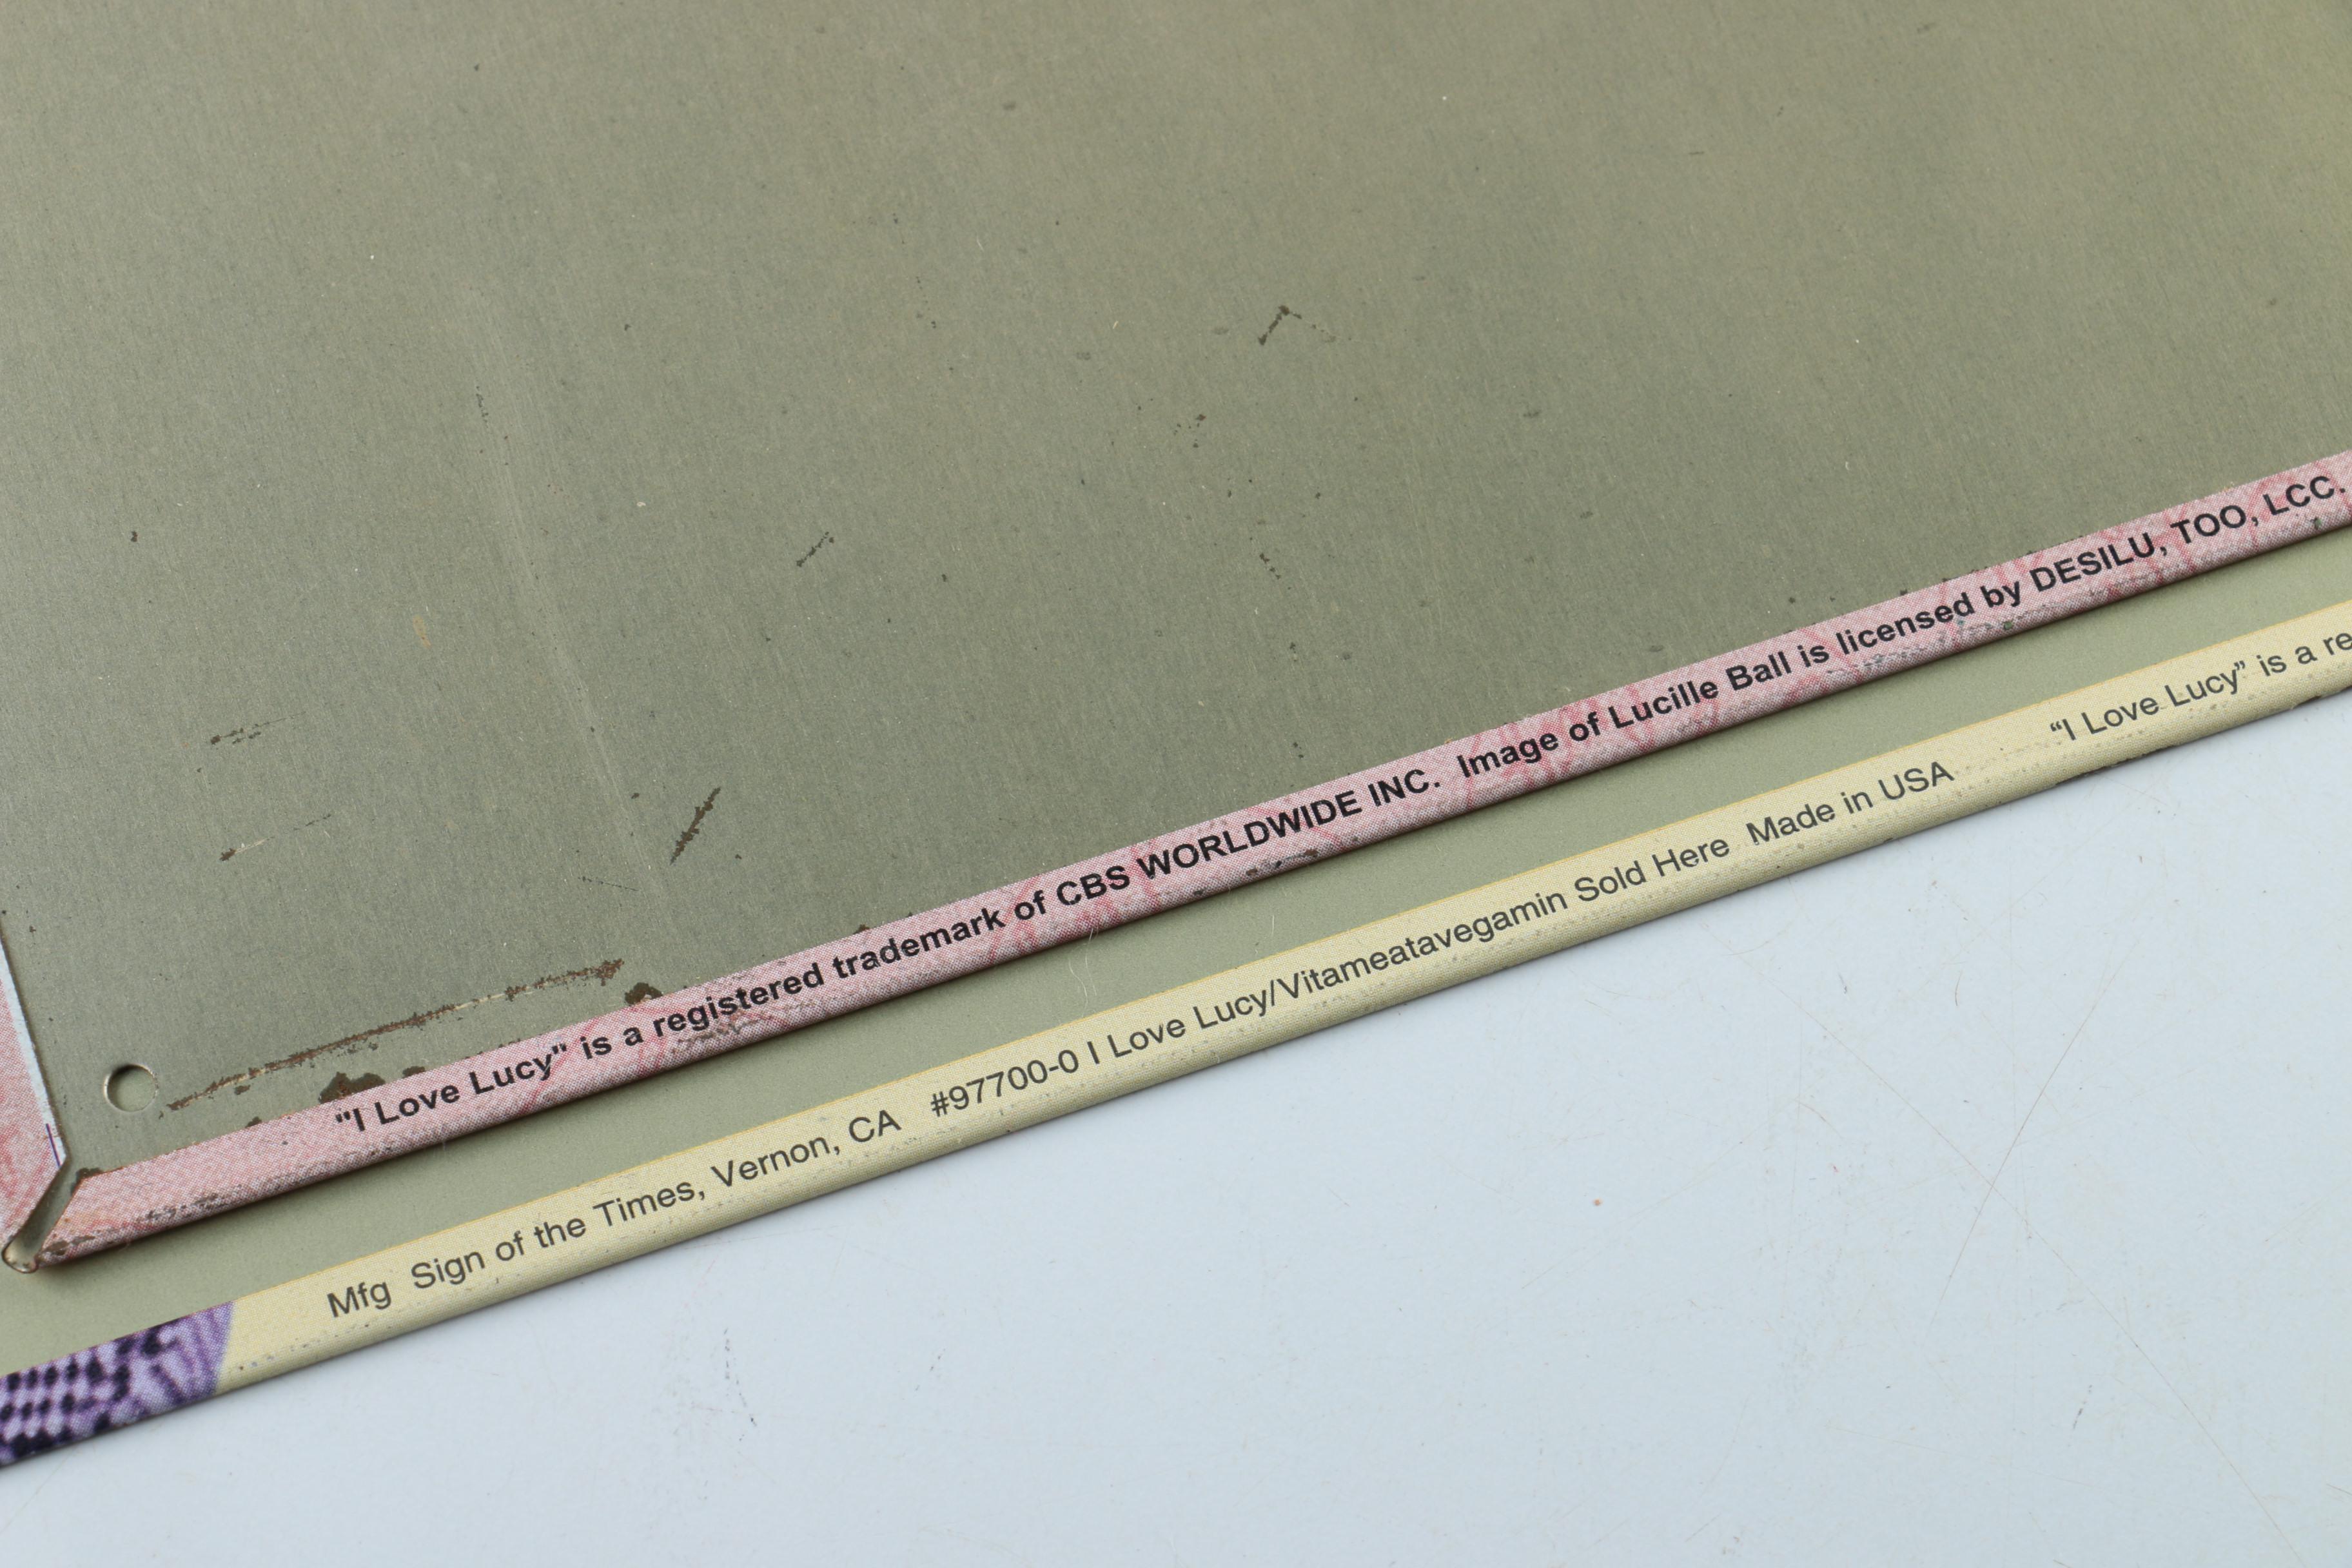 "I Love Lucy" is a registered trademark of CBS WORLDWIDE INC. Image of Lucille Ball is licensed by DESILU, TOO, LCC.
Mfg Sign of the Times, Vernon, CA #97700-0 I Love Lucy/Vitameatavegamin Sold Here Made in USA “I Love Lucy” is a re